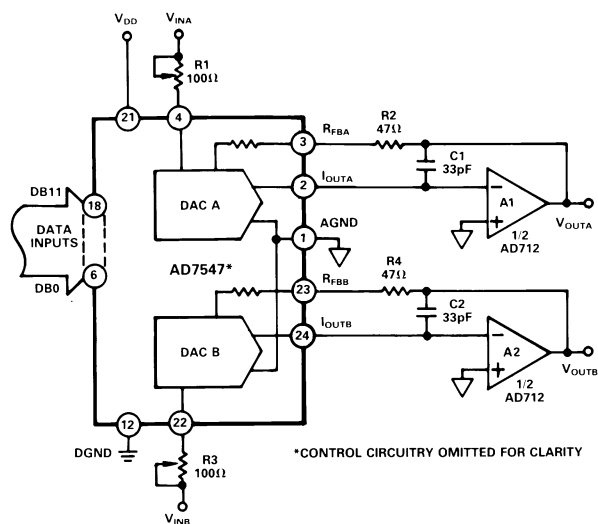 VDD
VINA
R1
100Ω
21
4
3
RFBA
R2
47Ω
C1
33pF
DB11
18
DATA
INPUTS
6
DB0
DAC A
2
IOUTA
A1
1/2
AD712
VOUTA
1
AGND
AD7547*
23
RFBB
R4
47Ω
C2
33pF
DAC B
24
IOUTB
A2
1/2
AD712
VOUTB
12
22
DGND
R3
100Ω
*CONTROL CIRCUITRY OMITTED FOR CLARITY
VINB